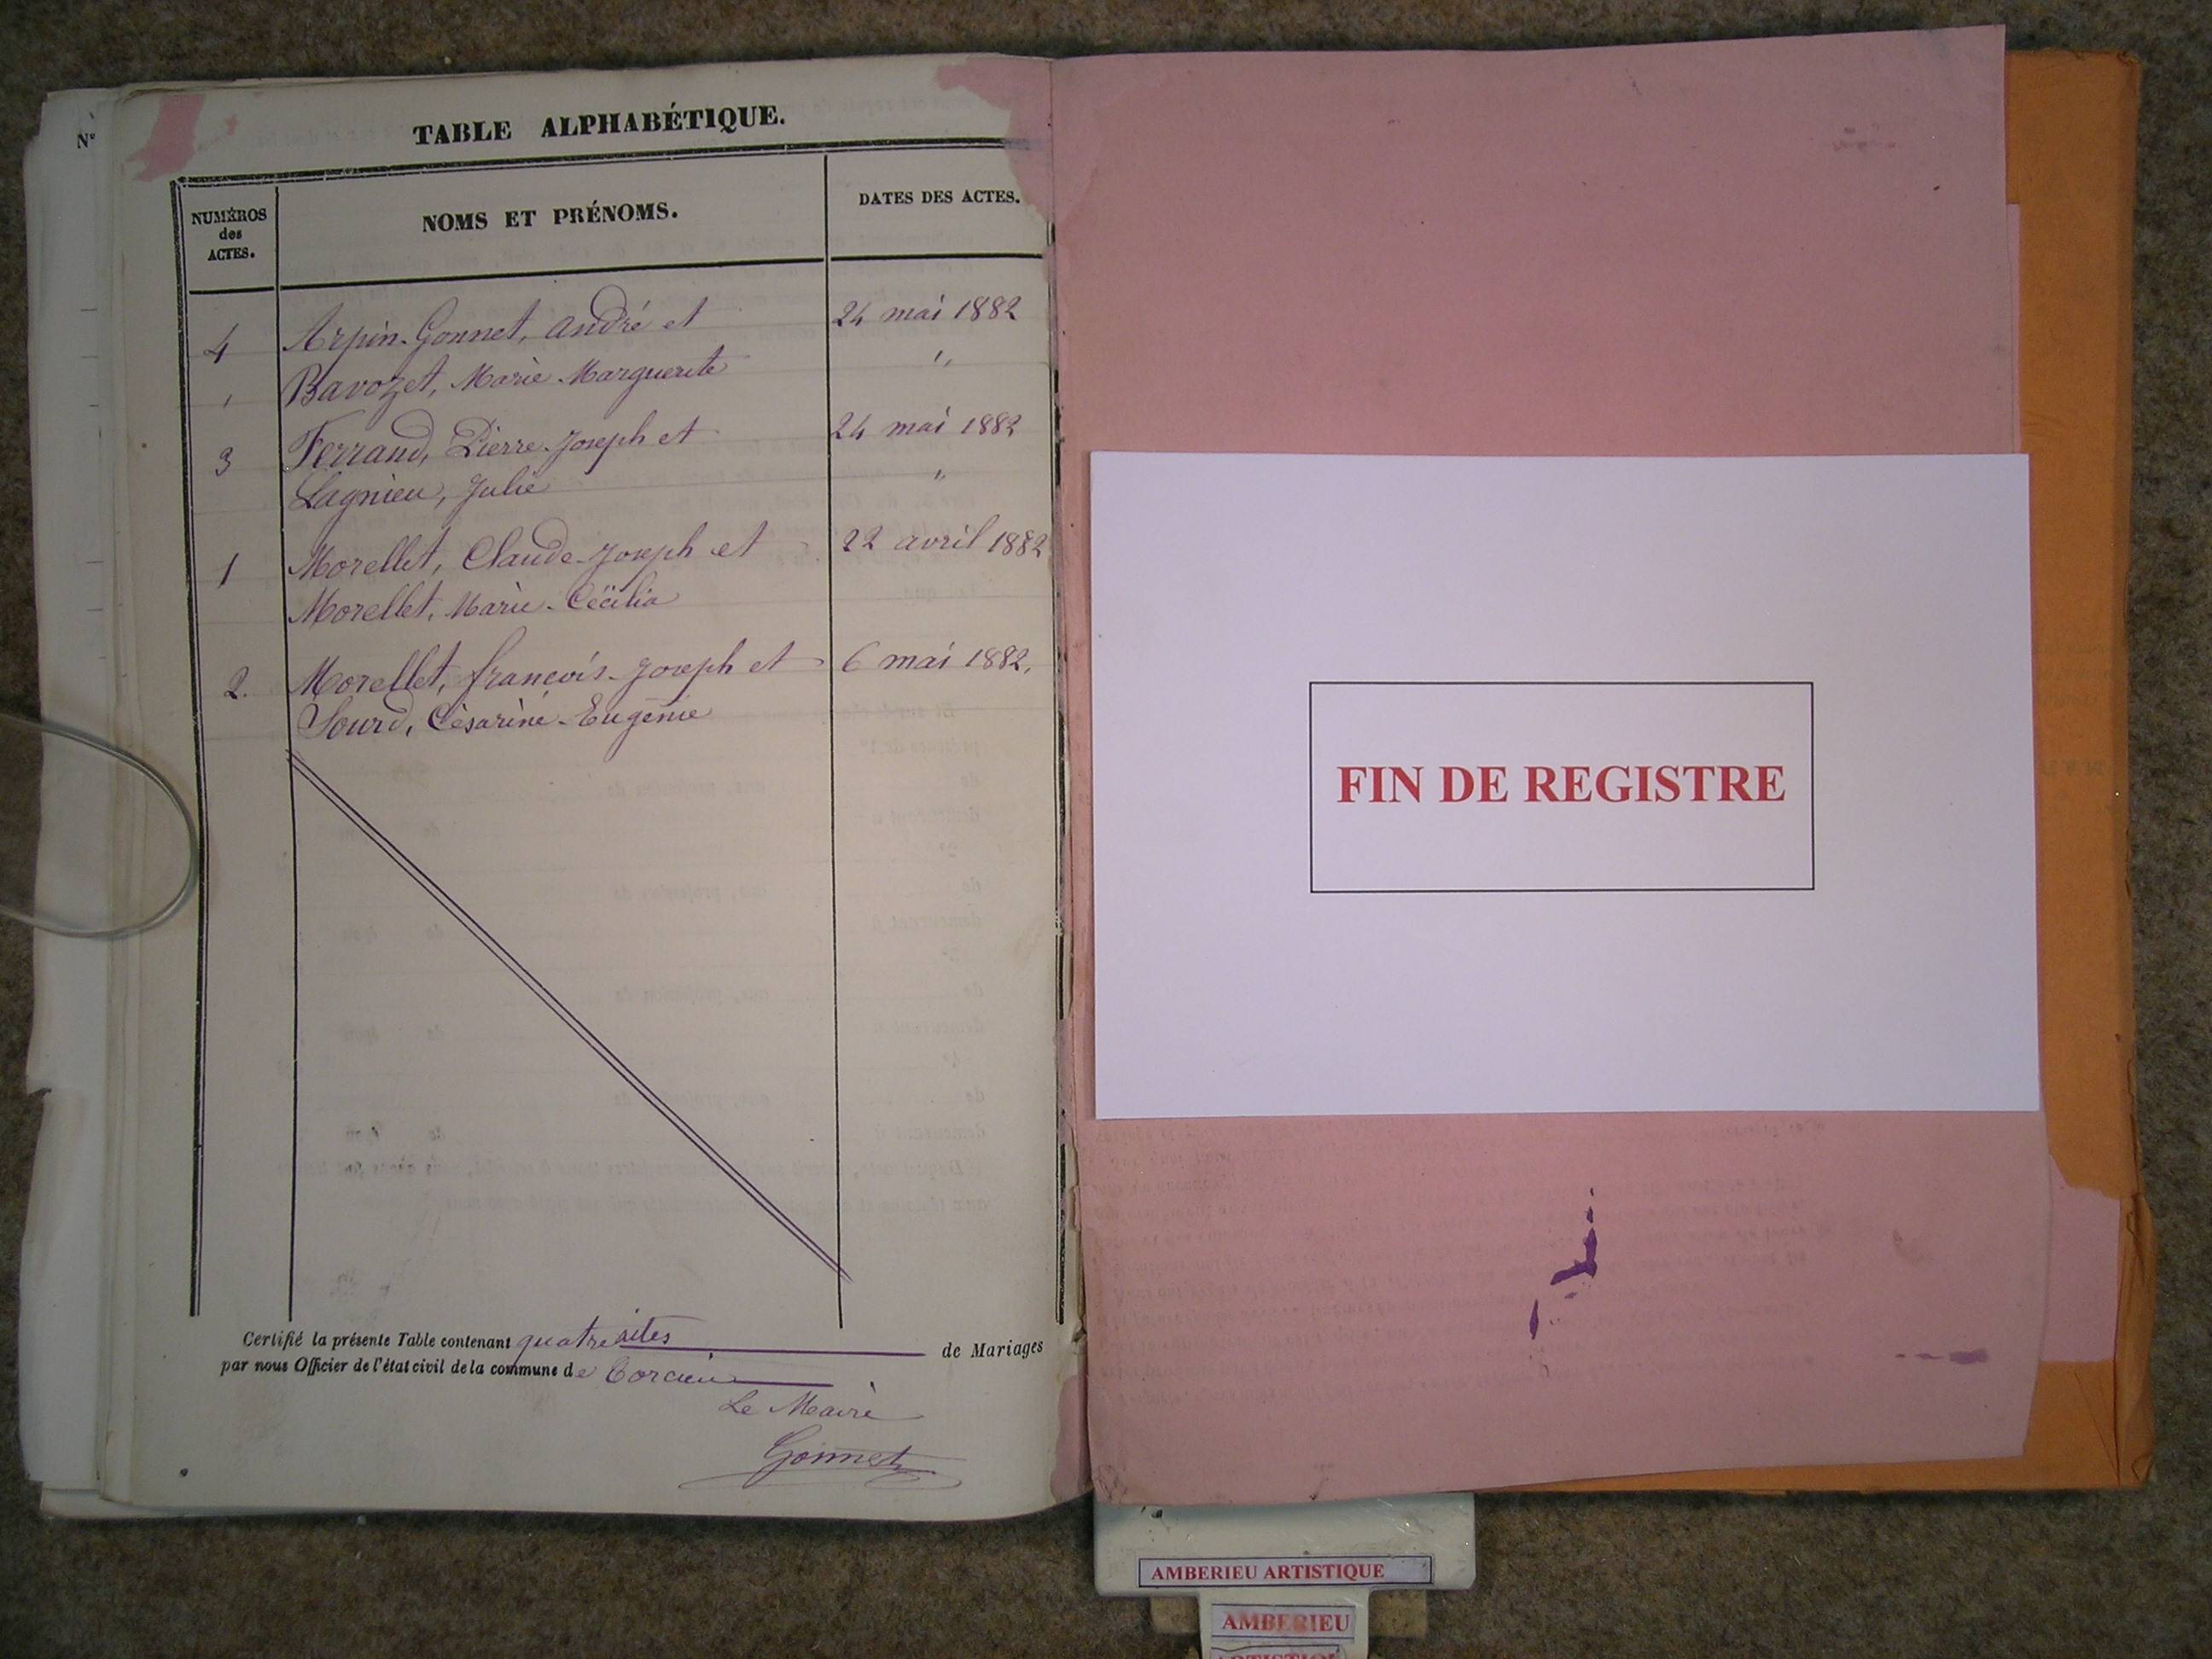 N°
TABLE ALPHABÉTIQUE.
NUMÉROS
des
ACTES.
NOMS ET PRÉNOMS.
DATES DES ACTES.
4 Arpin-Gonnet, André et 24 mai 1882
" Bavozet, Marie-Marguerite "
3 Ferrand, Pierre-Joseph et 24 mai 1882
Lagnieu, Julie "
1 Morellet, Claude-Joseph et 22 avril 1882
Morellet, Marie-Cécilia
2. Morellet, françois-Joseph et 6 mai 1882.
Sourd, Césarine-Eugénie
Certifié la présente Table contenant quatre actes de Mariages
par nous Officier de l'état civil de la commune de Torcieu
Le Maire
Gonnet
FIN DE REGISTRE
AMBERIEU ARTISTIQUE
AMBERIEU
ARTISTIQUE